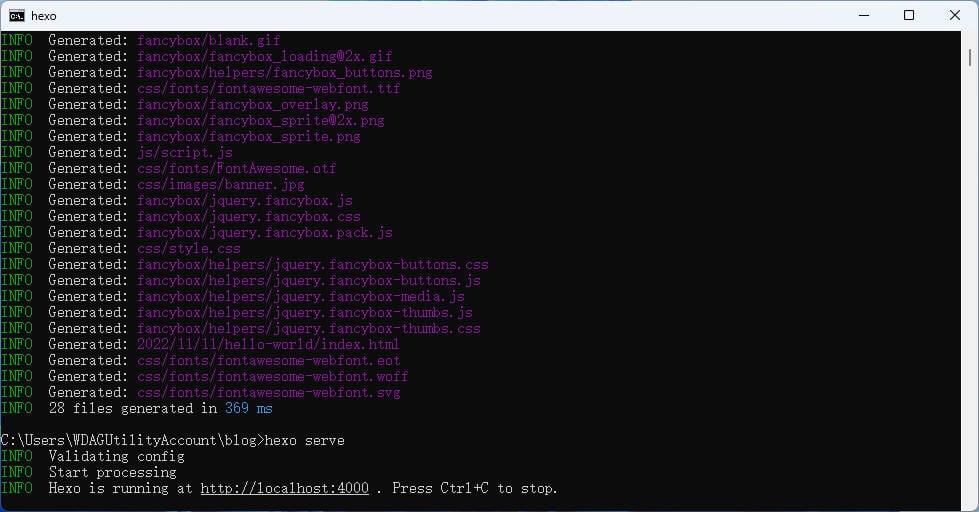 hexo
INFO  Generated: fancybox/blank.gif
INFO  Generated: fancybox/fancybox_loading@2x.gif
INFO  Generated: fancybox/helpers/fancybox_buttons.png
INFO  Generated: css/fonts/fontawesome-webfont.ttf
INFO  Generated: fancybox/fancybox_overlay.png
INFO  Generated: fancybox/fancybox_sprite@2x.png
INFO  Generated: fancybox/fancybox_sprite.png
INFO  Generated: js/script.js
INFO  Generated: css/fonts/FontAwesome.otf
INFO  Generated: css/images/banner.jpg
INFO  Generated: fancybox/jquery.fancybox.js
INFO  Generated: fancybox/jquery.fancybox.css
INFO  Generated: fancybox/jquery.fancybox.pack.js
INFO  Generated: css/style.css
INFO  Generated: fancybox/helpers/jquery.fancybox-buttons.css
INFO  Generated: fancybox/helpers/jquery.fancybox-buttons.js
INFO  Generated: fancybox/helpers/jquery.fancybox-media.js
INFO  Generated: fancybox/helpers/jquery.fancybox-thumbs.js
INFO  Generated: fancybox/helpers/jquery.fancybox-thumbs.css
INFO  Generated: 2022/11/11/hello-world/index.html
INFO  Generated: css/fonts/fontawesome-webfont.eot
INFO  Generated: css/fonts/fontawesome-webfont.woff
INFO  Generated: css/fonts/fontawesome-webfont.svg
INFO  28 files generated in 369 ms
C:\Users\WDAGUtilityAccount\blog>hexo serve
INFO  Validating config
INFO  Start processing
INFO  Hexo is running at http://localhost:4000 . Press Ctrl+C to stop.